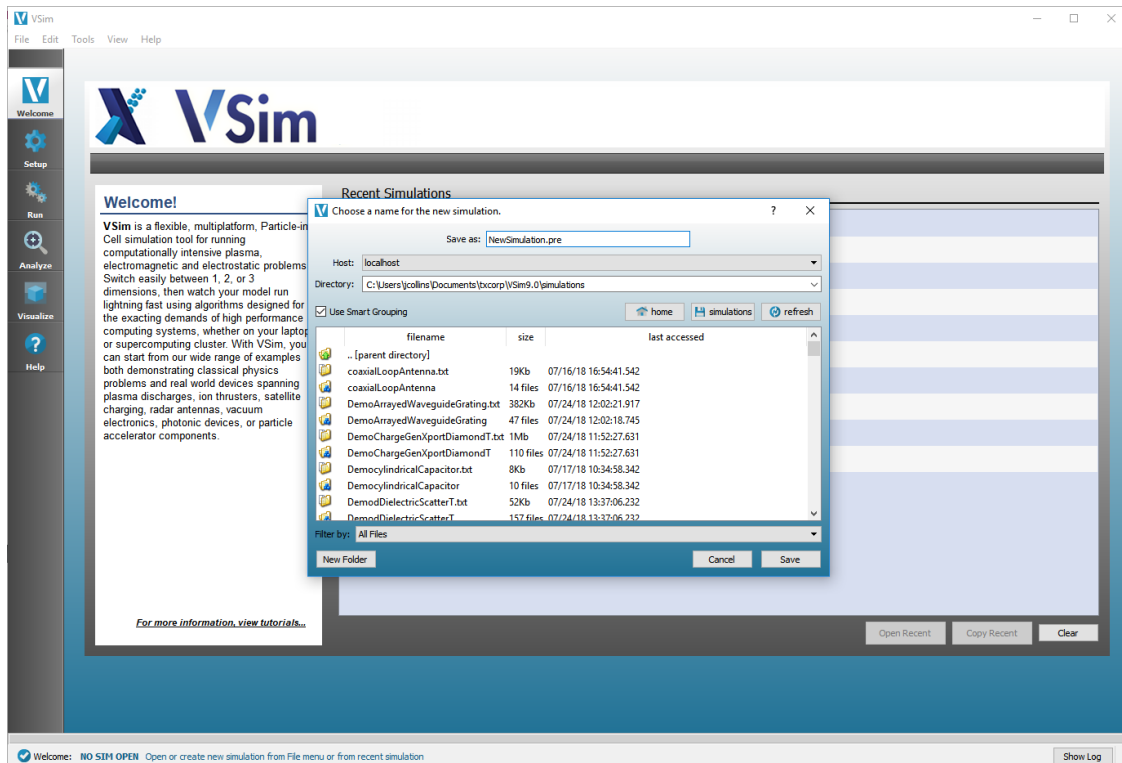 VSim
File Edit Tools View Help
Welcome
Setup
Run
Analyze
Visualize
Help
VSim
Welcome!
VSim is a flexible, multiplatform, Particle-in
Cell simulation tool for running
computationally intensive plasma,
electromagnetic and electrostatic problems
Switch easily between 1, 2, or 3
dimensions, then watch your model run
lightning fast using algorithms designed for
the exacting demands of high performance
computing systems, whether on your laptop
or supercomputing cluster. With VSim, you
can start from our wide range of examples
both demonstrating classical physics
problems and real world devices spanning
plasma discharges, ion thrusters, satellite
charging, radar antennas, vacuum
electronics, photonic devices, or particle
accelerator components.
For more information, view tutorials...
Recent Simulations
Choose a name for the new simulation.
Save as: NewSimulation.pre
Host: localhost
Directory: C:\Users\jcollins\Documents\txcorp\VSim9.0\simulations
Use Smart Grouping home simulations refresh
filename size last accessed
.. [parent directory]
coaxialLoopAntenna.txt 19Kb 07/16/18 16:54:41.542
coaxialLoopAntenna 14 files 07/16/18 16:54:41.542
DemoArrayedWaveguideGrating.txt 382Kb 07/24/18 12:02:21.917
DemoArrayedWaveguideGrating 47 files 07/24/18 12:02:18.745
DemoChargeGenXportDiamondT.txt 1Mb 07/24/18 11:52:27.631
DemoChargeGenXportDiamondT 110 files 07/24/18 11:52:27.631
DemocylindricalCapacitor.txt 8Kb 07/17/18 10:34:58.342
DemocylindricalCapacitor 10 files 07/17/18 10:34:58.342
DemodDielectricScatterT.txt 52Kb 07/24/18 13:37:06.232
DemodDielectricScatterT 157 files 07/24/18 13:37:06.232
Filter by: All Files
New Folder Cancel Save
Open Recent Copy Recent Clear
Welcome: NO SIM OPEN Open or create new simulation from File menu or from recent simulation
Show Log